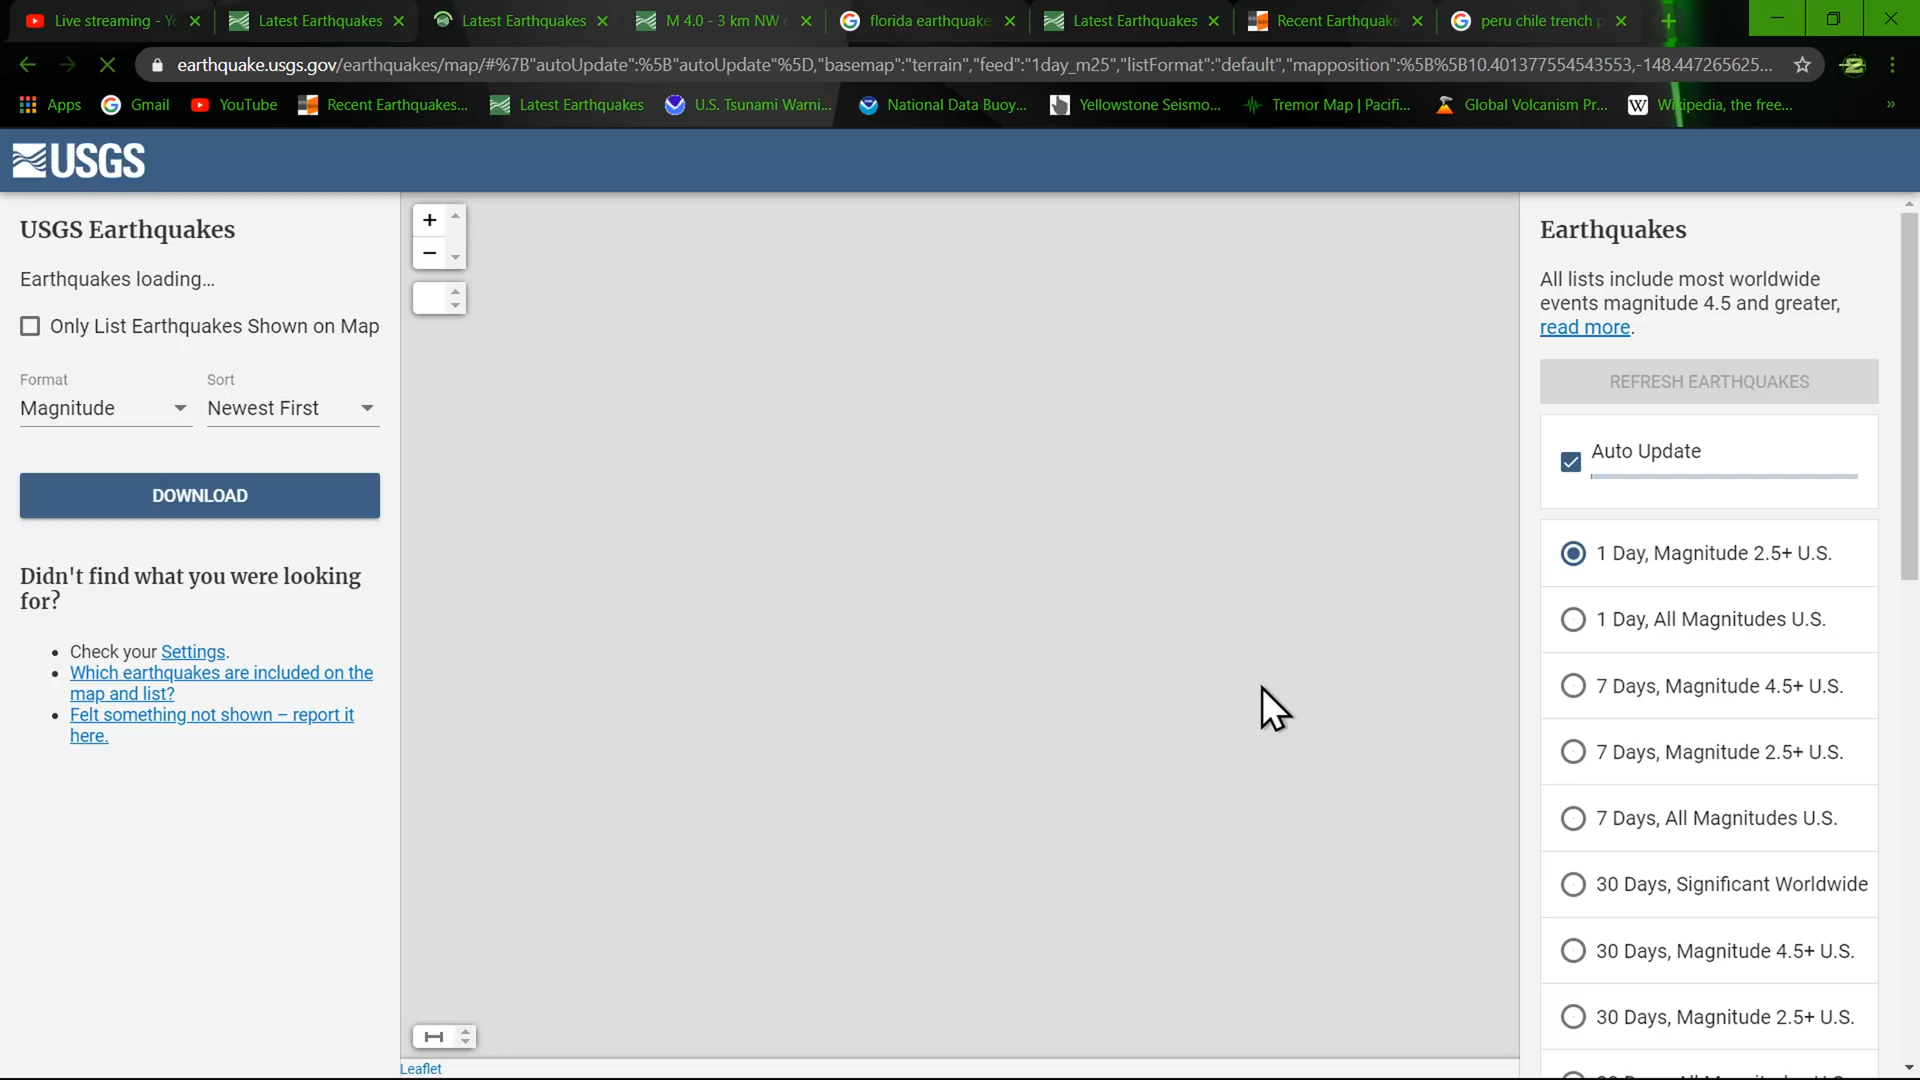 Live streaming - Yo
Latest Earthquakes
Latest Earthquakes
M 4.0 - 3 km NW
florida earthquake
Latest Earthquakes
Recent Earthquake
peru chile trench p
earthquake.usgs.gov/earthquakes/map/#%7B"autoUpdate":%5B"autoUpdate"%5D,"basemap":"terrain","feed":"1day_m25","listFormat":"default","mapposition":%5B%5B10.401377554543553,-148.447265625...
Apps
Gmail
YouTube
Recent Earthquakes...
Latest Earthquakes
U.S. Tsunami Warni...
National Data Buoy...
Yellowstone Seismo...
Tremor Map | Pacifi...
Global Volcanism Pr...
Wikipedia, the free...
»
USGS
USGS Earthquakes
Earthquakes loading...
Only List Earthquakes Shown on Map
Format
Sort
Magnitude
Newest First
DOWNLOAD
Didn't find what you were looking
for?
Check your Settings.
Which earthquakes are included on the
map and list?
Felt something not shown – report it
here.
+
−
Leaflet
Earthquakes
All lists include most worldwide
events magnitude 4.5 and greater,
read more.
REFRESH EARTHQUAKES
Auto Update
1 Day, Magnitude 2.5+ U.S.
1 Day, All Magnitudes U.S.
7 Days, Magnitude 4.5+ U.S.
7 Days, Magnitude 2.5+ U.S.
7 Days, All Magnitudes U.S.
30 Days, Significant Worldwide
30 Days, Magnitude 4.5+ U.S.
30 Days, Magnitude 2.5+ U.S.